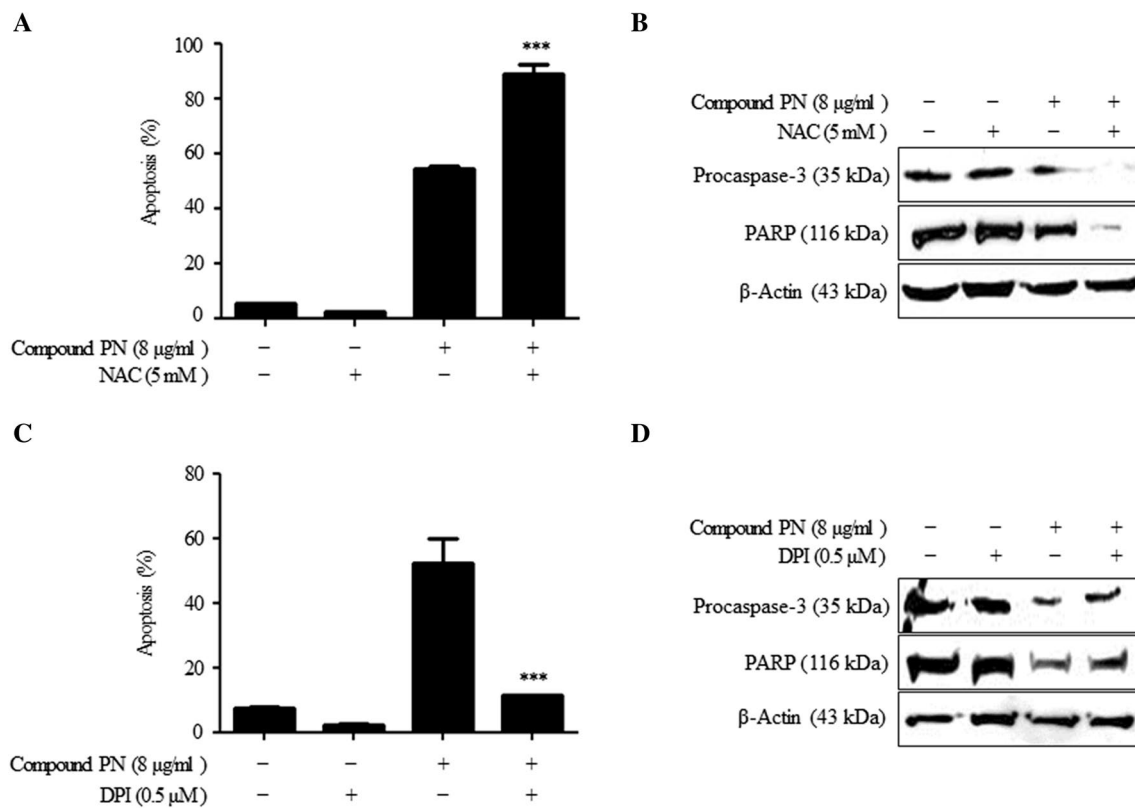 A
Apoptosis (%)
100
80
60
40
20
0
***
Compound PN (8 μg/ml ) – – + +
NAC (5 mM ) – + – +
B
Compound PN (8 μg/ml ) – – + +
NAC (5 mM ) – + – +
Procaspase-3 (35 kDa)
PARP (116 kDa)
β-Actin (43 kDa)
C
Apoptosis (%)
80
60
40
20
0
***
Compound PN (8 μg/ml ) – – + +
DPI (0.5 μM ) – + – +
D
Compound PN (8 μg/ml ) – – + +
DPI (0.5 μM ) – + – +
Procaspase-3 (35 kDa)
PARP (116 kDa)
β-Actin (43 kDa)